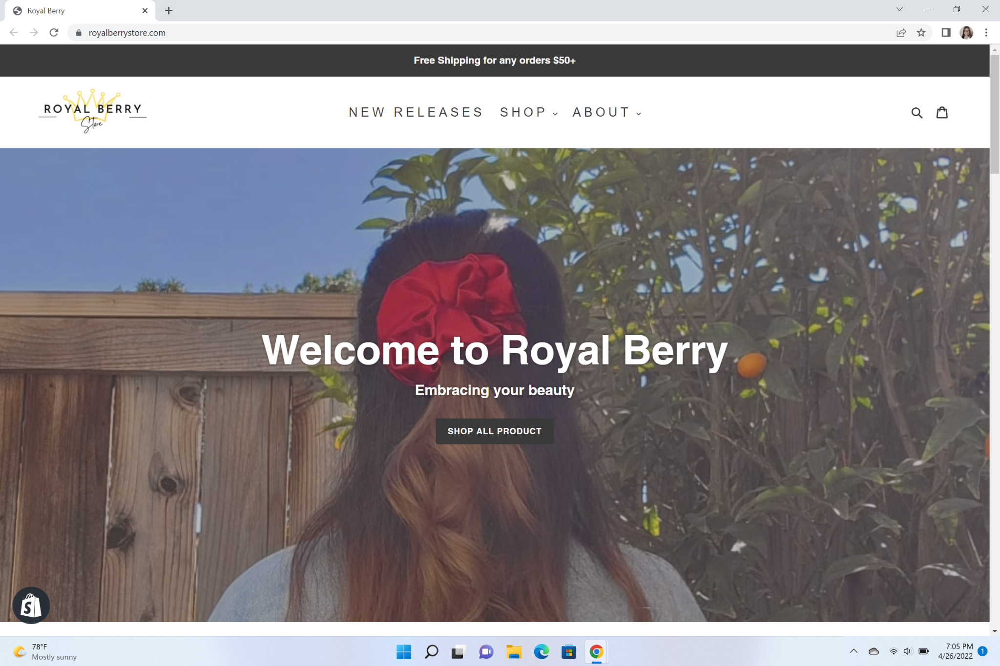 Royal Berry
royalberrystore.com
Free Shipping for any orders $50+
ROYAL BERRY
Store
NEW RELEASES SHOP ABOUT
Welcome to Royal Berry
Embracing your beauty
SHOP ALL PRODUCT
S
78°F
Mostly sunny
7:05 PM
4/26/2022
1